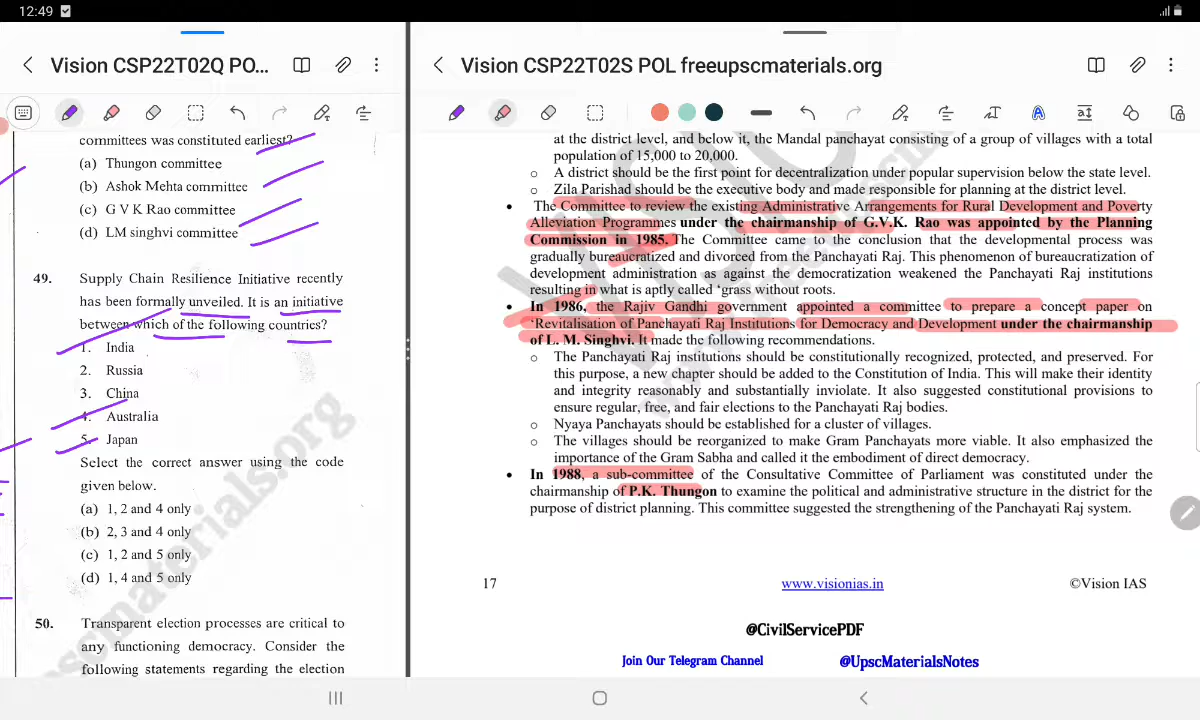 12:49
Vision CSP22T02Q PO...
committees was constituted earliest?
(a) Thungon committee
(b) Ashok Mehta committee
(c) G V K Rao committee
(d) LM singhvi committee
49. Supply Chain Resilience Initiative recently
has been formally unveiled. It is an initiative
between which of the following countries?
1. India
2. Russia
3. China
4. Australia
5. Japan
Select the correct answer using the code
given below.
(a) 1, 2 and 4 only
(b) 2, 3 and 4 only
(c) 1, 2 and 5 only
(d) 1, 4 and 5 only
50. Transparent election processes are critical to
any functioning democracy. Consider the
following statements regarding the election
Vision CSP22T02S POL freeupscmaterials.org
at the district level, and below it, the Mandal panchayat consisting of a group of villages with a total
population of 15,000 to 20,000.
o A district should be the first point for decentralization under popular supervision below the state level.
o Zila Parishad should be the executive body and made responsible for planning at the district level.
• The Committee to review the existing Administrative Arrangements for Rural Development and Poverty
Alleviation Programmes under the chairmanship of G.V.K. Rao was appointed by the Planning
Commission in 1985. The Committee came to the conclusion that the developmental process was
gradually bureaucratized and divorced from the Panchayati Raj. This phenomenon of bureaucratization of
development administration as against the democratization weakened the Panchayati Raj institutions
resulting in what is aptly called 'grass without roots.
• In 1986, the Rajiv Gandhi government appointed a committee to prepare a concept paper on
'Revitalisation of Panchayati Raj Institutions for Democracy and Development under the chairmanship
of L. M. Singhvi. It made the following recommendations.
o The Panchayati Raj institutions should be constitutionally recognized, protected, and preserved. For
this purpose, a new chapter should be added to the Constitution of India. This will make their identity
and integrity reasonably and substantially inviolate. It also suggested constitutional provisions to
ensure regular, free, and fair elections to the Panchayati Raj bodies.
o Nyaya Panchayats should be established for a cluster of villages.
o The villages should be reorganized to make Gram Panchayats more viable. It also emphasized the
importance of the Gram Sabha and called it the embodiment of direct democracy.
• In 1988, a sub-committee of the Consultative Committee of Parliament was constituted under the
chairmanship of P.K. Thungon to examine the political and administrative structure in the district for the
purpose of district planning. This committee suggested the strengthening of the Panchayati Raj system.
17 www.visionias.in ©Vision IAS
@CivilServicePDF
Join Our Telegram Channel @UpscMaterialsNotes